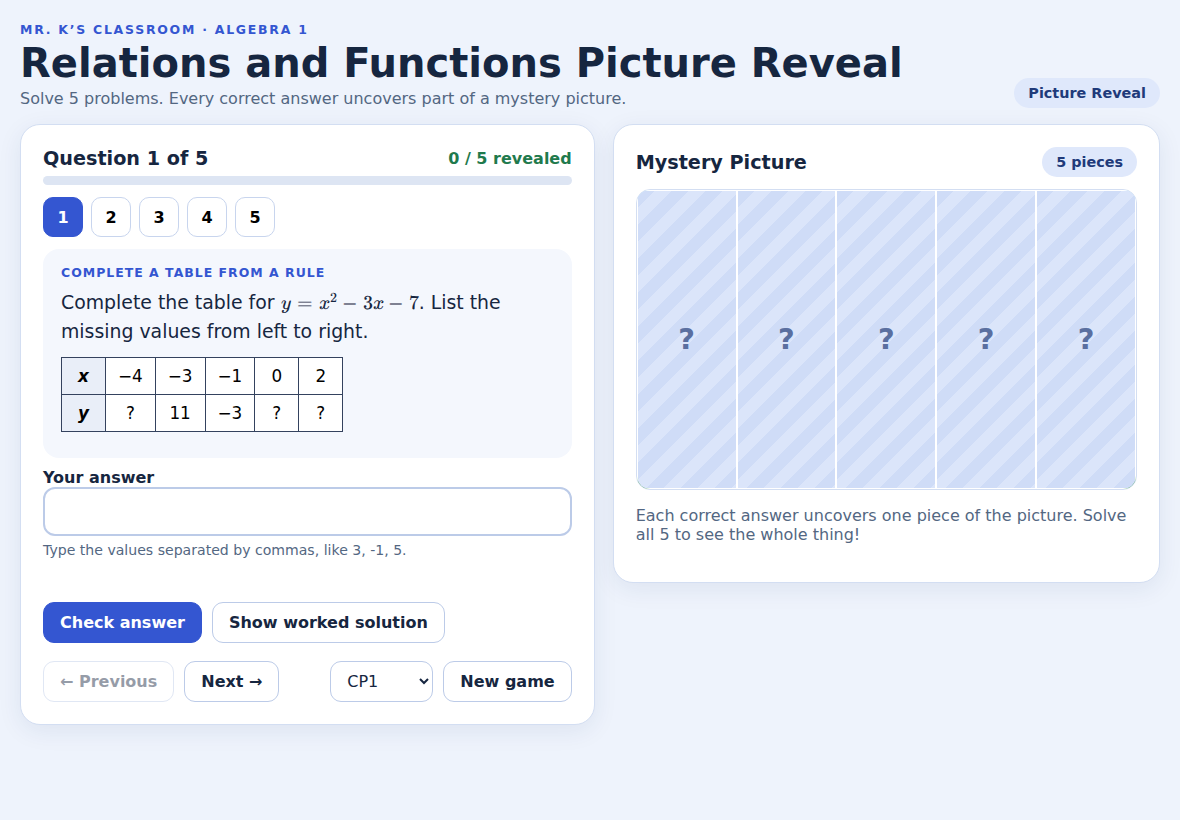 MR. K’S CLASSROOM · ALGEBRA 1
Relations and Functions Picture Reveal
Solve 5 problems. Every correct answer uncovers part of a mystery picture.
Picture Reveal
Question 1 of 5
0 / 5 revealed
1 2 3 4 5
COMPLETE A TABLE FROM A RULE
Complete the table for y = x² − 3x − 7. List the
missing values from left to right.
x −4 −3 −1 0 2
y ? 11 −3 ? ?
Your answer
Type the values separated by commas, like 3, -1, 5.
Check answer
Show worked solution
← Previous
Next →
CP1
New game
Mystery Picture
5 pieces
? ? ? ? ?
Each correct answer uncovers one piece of the picture. Solve
all 5 to see the whole thing!